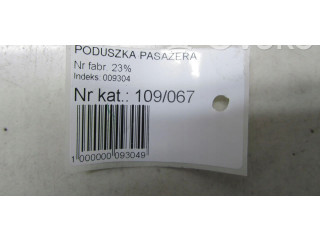 PODUSZKA PASAŻERA
Nr fabr. 23%
Indeks: 009304
Nr kat.: 109/067
1 000000 093049